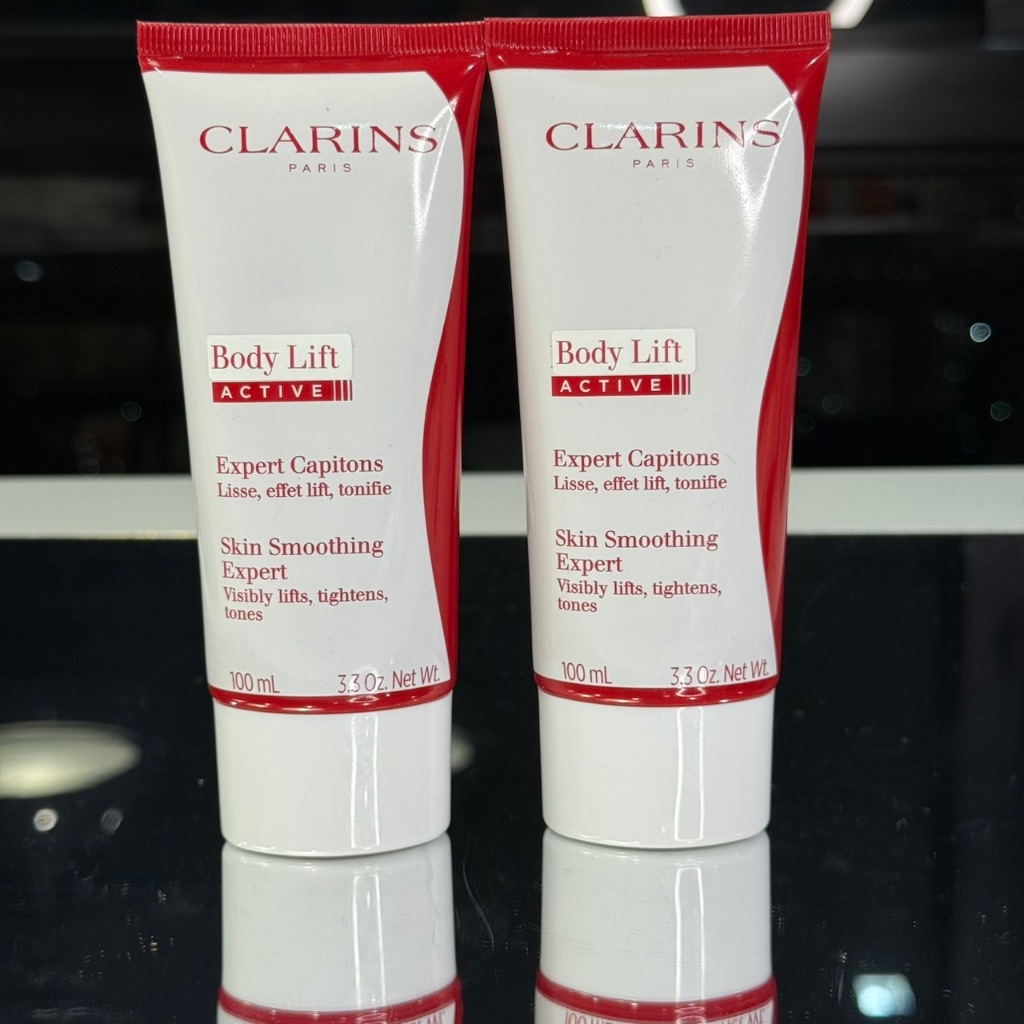 CLARINS
PARIS
Body Lift
ACTIVE
Expert Capitons
Lisse, effet lift, tonifie
Skin Smoothing
Expert
Visibly lifts, tightens,
tones
100 mL 3.3 Oz. Net Wt.
CLARINS
PARIS
Body Lift
ACTIVE
Expert Capitons
Lisse, effet lift, tonifie
Skin Smoothing
Expert
Visibly lifts, tightens,
tones
100 mL 3.3 Oz. Net Wt.